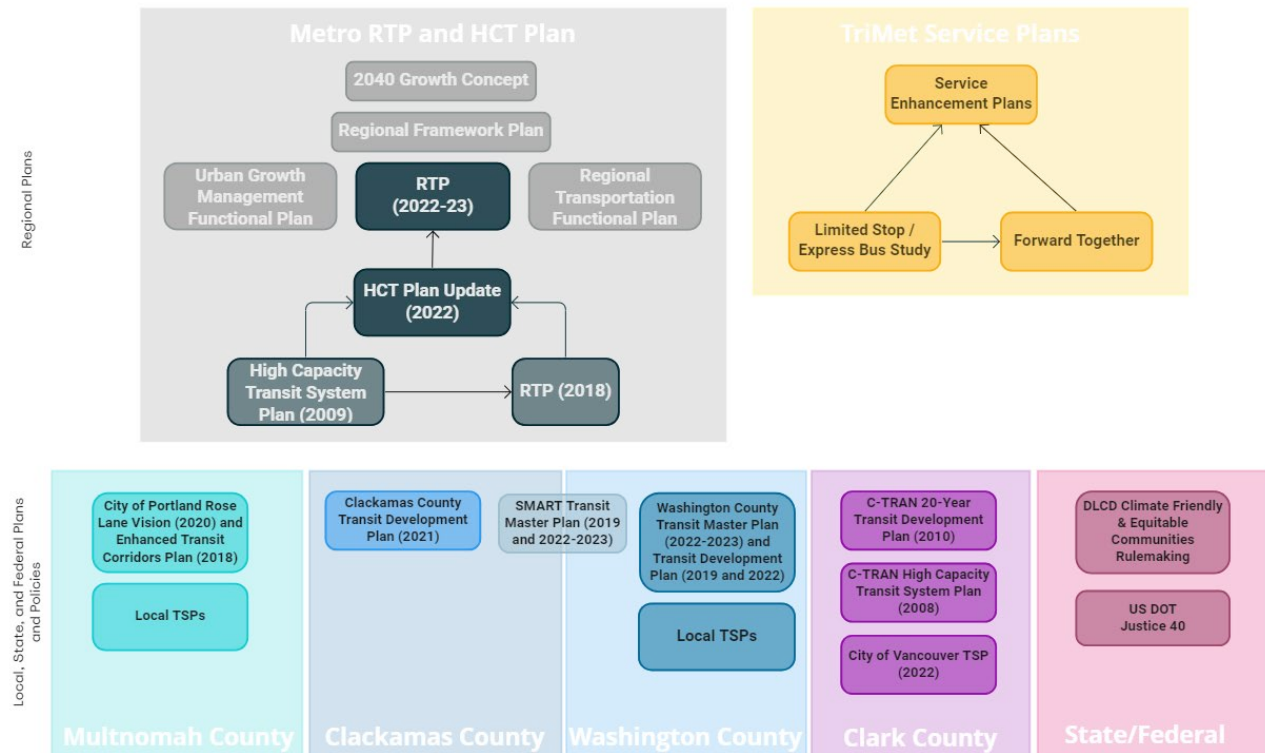 Regional Plans
Metro RTP and HCT Plan
2040 Growth Concept
Regional Framework Plan
Urban Growth
Management
Functional Plan
RTP
(2022-23)
Regional
Transportation
Functional Plan
HCT Plan Update
(2022)
High Capacity
Transit System
Plan (2009)
RTP (2018)
TriMet Service Plans
Service
Enhancement Plans
Limited Stop /
Express Bus Study
Forward Together
Local, State, and Federal Plans
and Policies
City of Portland Rose
Lane Vision (2020) and
Enhanced Transit
Corridors Plan (2018)
Local TSPs
Multnomah County
Clackamas County
Transit Development
Plan (2021)
SMART Transit
Master Plan (2019
and 2022-2023)
Clackamas County
Washington County
Transit Master Plan
(2022-2023) and
Transit Development
Plan (2019 and 2022)
Local TSPs
Washington County
C-TRAN 20-Year
Transit Development
Plan (2010)
C-TRAN High Capacity
Transit System Plan
(2008)
City of Vancouver TSP
(2022)
Clark County
DLCD Climate Friendly
& Equitable
Communities
Rulemaking
US DOT
Justice 40
State/Federal